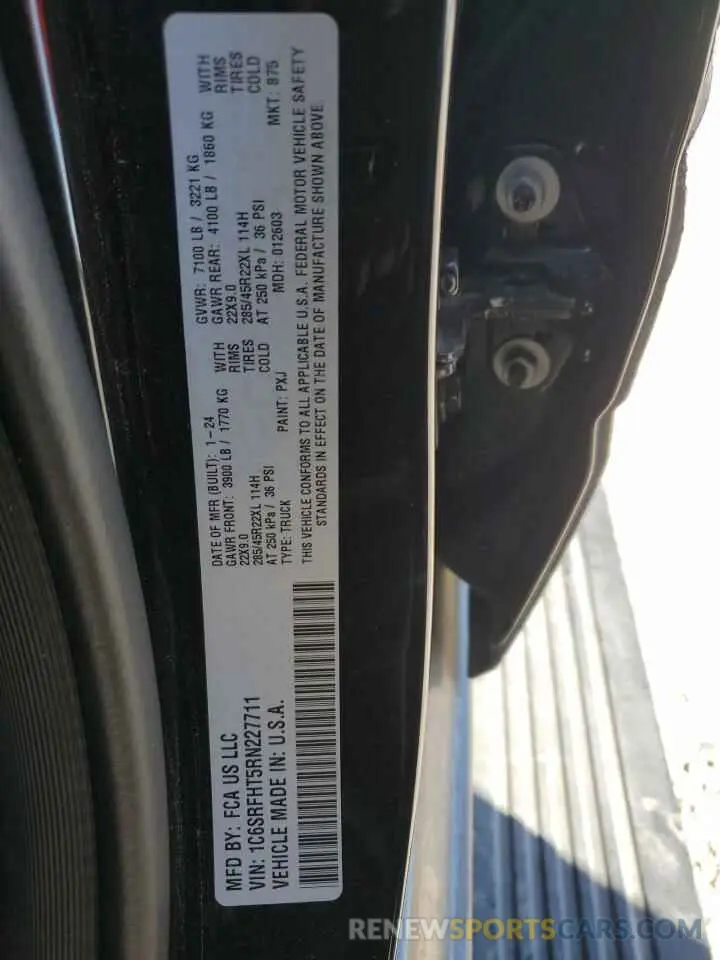 MFD BY: FCA US LLC
VIN: 1C6SRFHT5RN227711
VEHICLE MADE IN: U.S.A.
DATE OF MFR (BUILT): 1-24
GAWR FRONT: 3900 LB / 1770 KG WITH
22X9.0 RIMS
285/45R22XL 114H TIRES
AT 250 kPa / 36 PSI COLD
TYPE: TRUCK PAINT: PXJ
GVWR: 7100 LB / 3221 KG
GAWR REAR: 4100 LB / 1860 KG WITH
22X9.0 RIMS
285/45R22XL 114H TIRES
AT 250 kPa / 36 PSI COLD
MDH: 012603 MKT: B75
THIS VEHICLE CONFORMS TO ALL APPLICABLE U.S.A. FEDERAL MOTOR VEHICLE SAFETY
STANDARDS IN EFFECT ON THE DATE OF MANUFACTURE SHOWN ABOVE
RENEWSPORTSCARS.COM